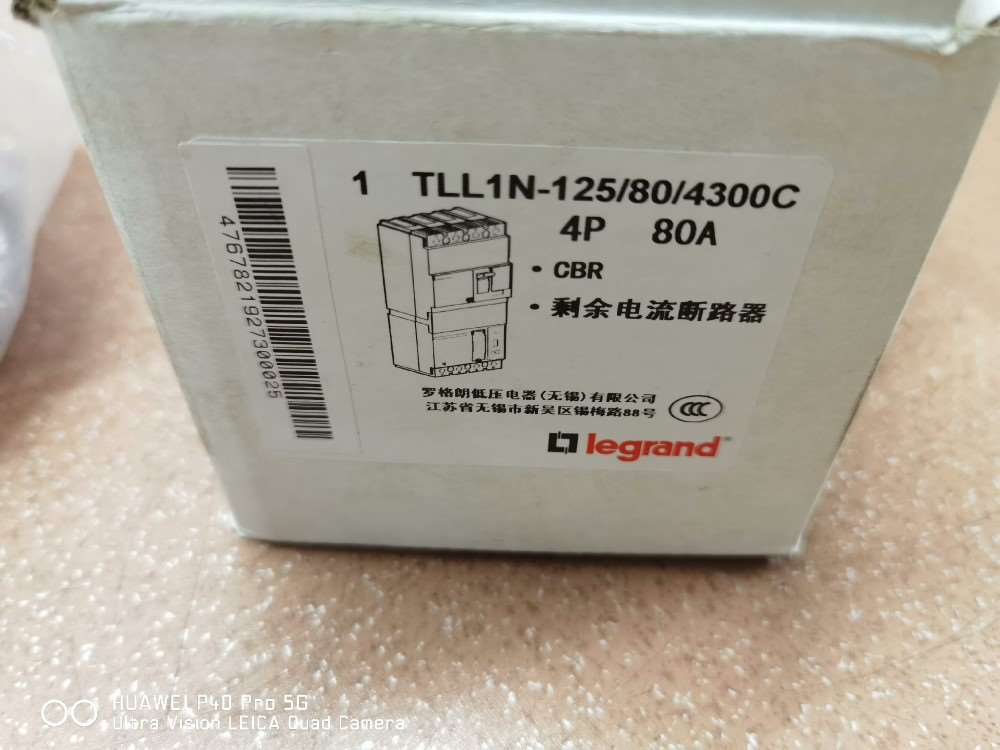 1 TLL1N-125/80/4300C
4P 80A
• CBR
• 剩余电流断路器
4767821927300025
罗格朗低压电器(无锡)有限公司
江苏省无锡市新吴区锡梅路88号
CCC
legrand®
HUAWEI P40 Pro 5G
Ultra Vision LEICA Quad Camera